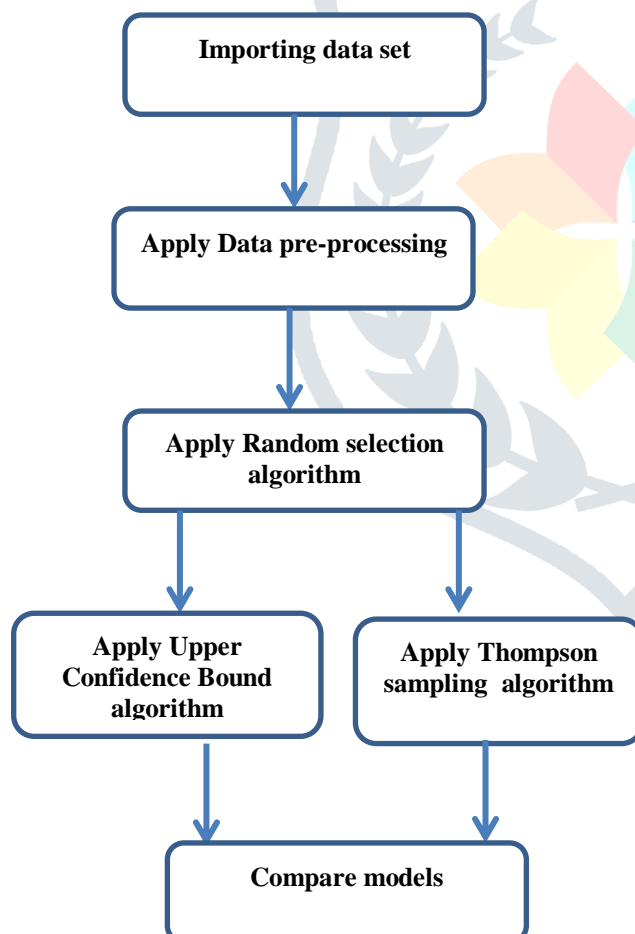 Importing data set
Apply Data pre-processing
Apply Random selection
algorithm
Apply Upper
Confidence Bound
algorithm
Apply Thompson
sampling algorithm
Compare models